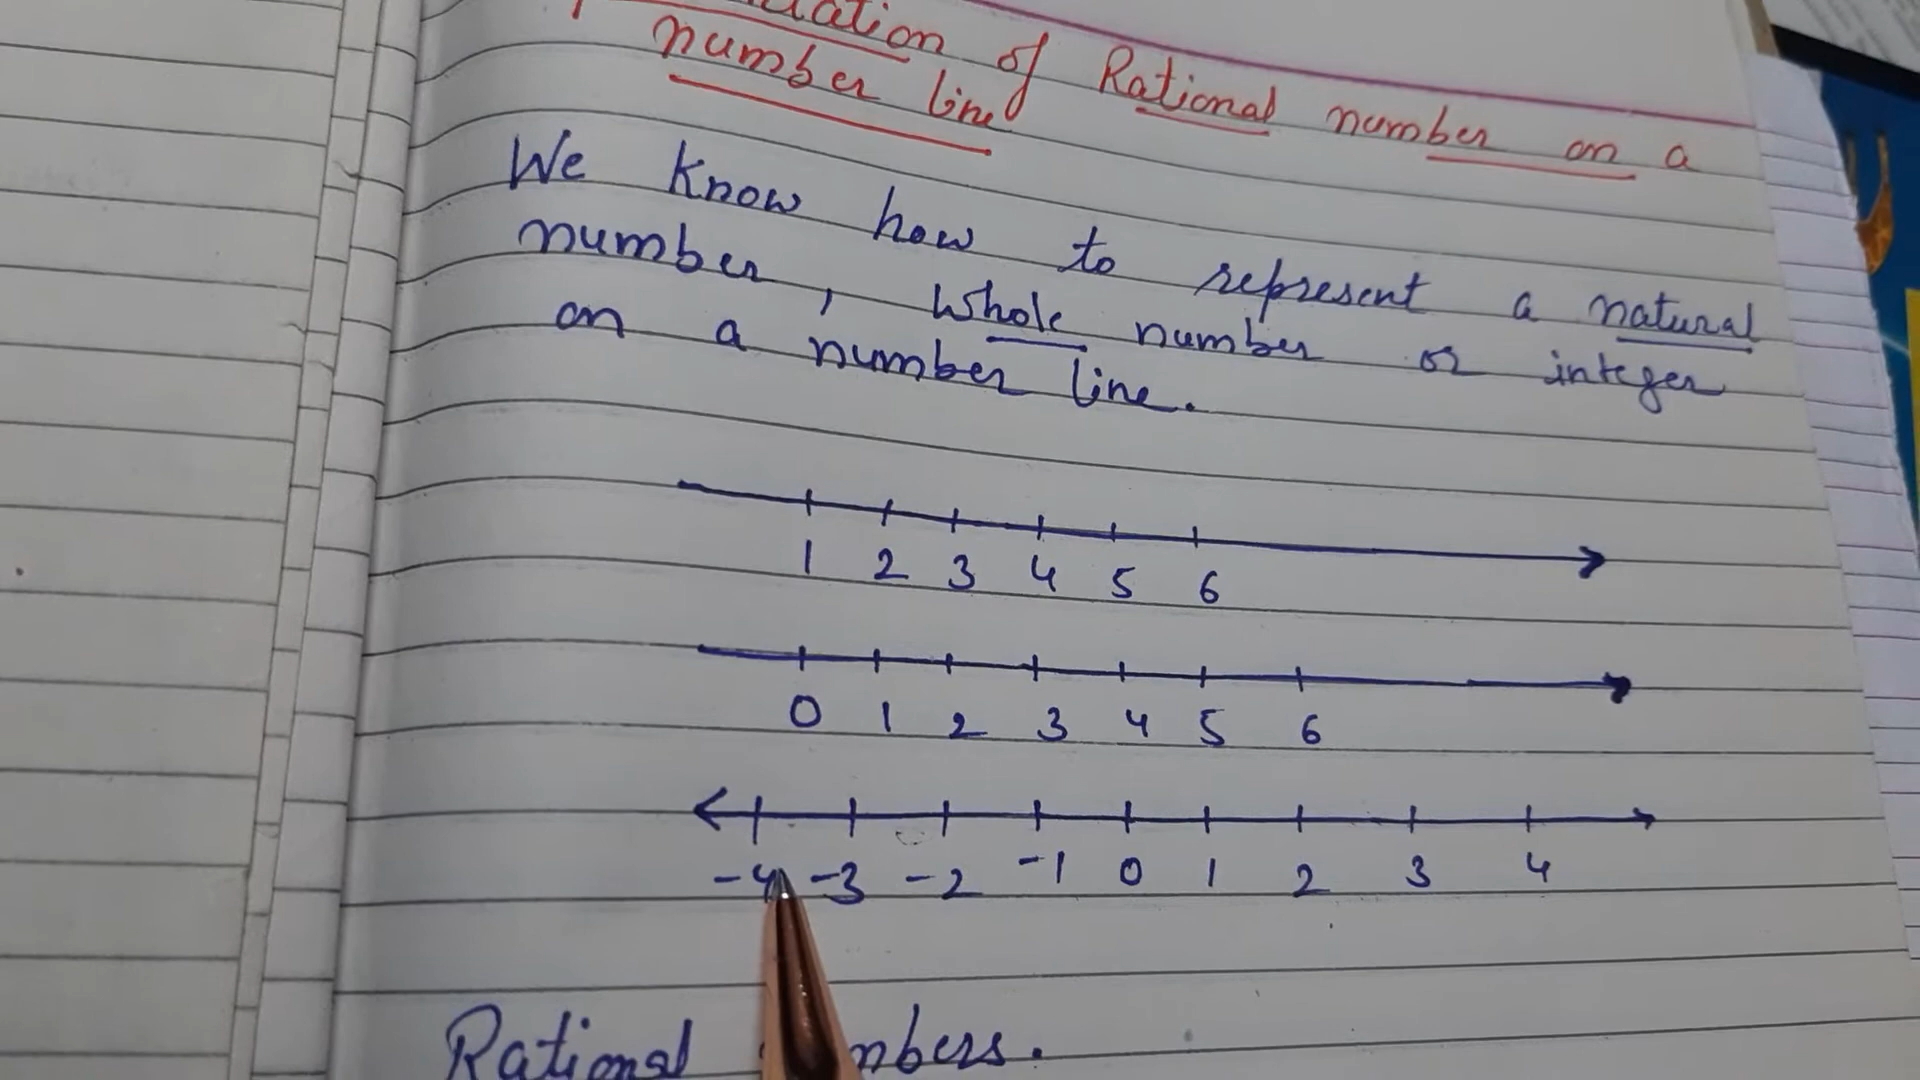 of Rational number on a
number line
We know how to represent a natural
number, whole number or integer
on a number line.
1 2 3 4 5 6
0 1 2 3 4 5 6
-4 -3 -2 -1 0 1 2 3 4
Rational